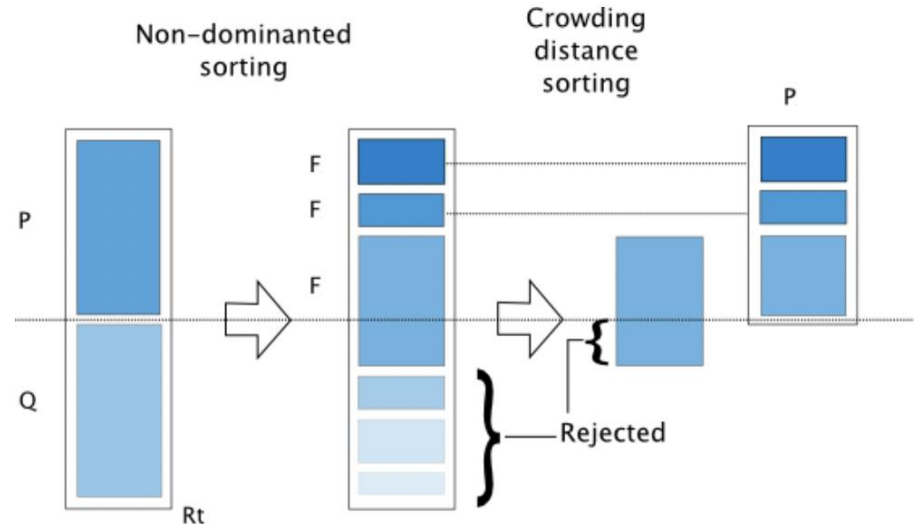 Non-dominanted
sorting
Crowding
distance
sorting
P
P
F
F
F
Q
Rejected
Rt